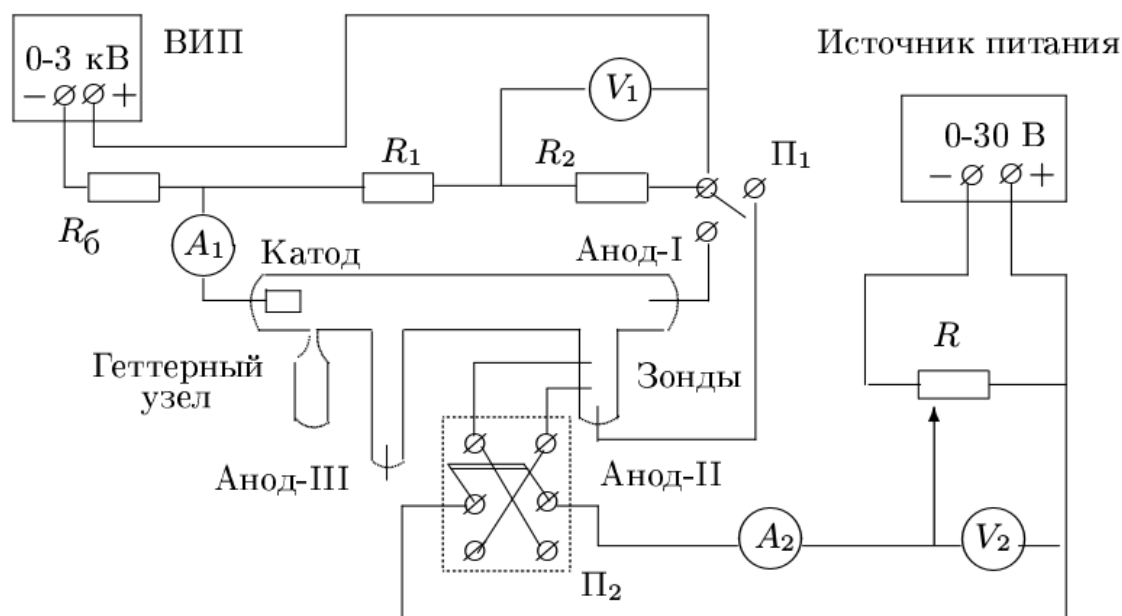 ВИП
Источник питания
0-3 кВ
− +
V₁
0-30 В
− +
R₁
R₂
П₁
Rб
A₁
Катод
Анод-I
R
Геттерный
узел
Зонды
Анод-III
Анод-II
A₂
V₂
П₂